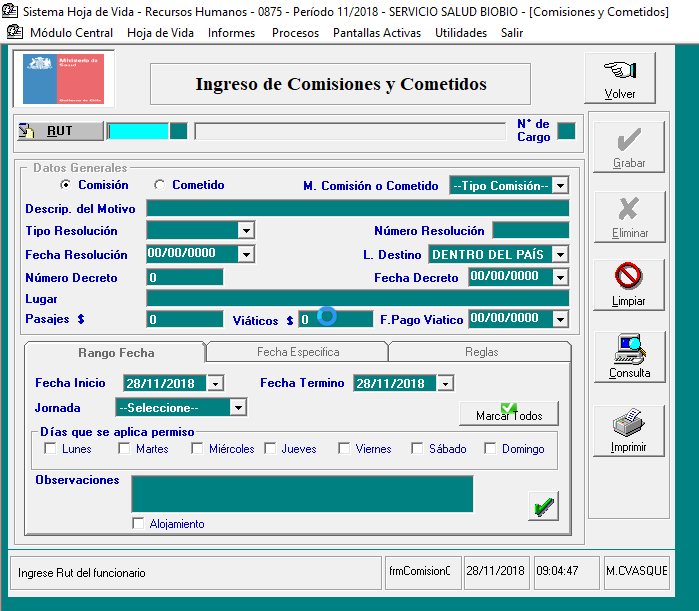 Sistema Hoja de Vida - Recursos Humanos - 0875 - Período 11/2018 - SERVICIO SALUD BIOBIO - [Comisiones y Cometidos]
Módulo Central Hoja de Vida Informes Procesos Pantallas Activas Utilidades Salir
Ministerio de Salud
Gobierno de Chile
Ingreso de Comisiones y Cometidos
Volver
RUT
N° de Cargo
Grabar
Datos Generales
Comisión Cometido M. Comisión o Cometido --Tipo Comisión--
Descrip. del Motivo
Eliminar
Tipo Resolución Número Resolución
Fecha Resolución 00/00/0000 L. Destino DENTRO DEL PAÍS
Número Decreto 0 Fecha Decreto 00/00/0000
Lugar
Limpiar
Pasajes $ 0 Viáticos $ 0 F.Pago Viatico 00/00/0000
Rango Fecha Fecha Especifica Reglas
Consulta
Fecha Inicio 28/11/2018 Fecha Termino 28/11/2018
Jornada --Seleccione-- Marcar Todos
Días que se aplica permiso
Lunes Martes Miércoles Jueves Viernes Sábado Domingo
Imprimir
Observaciones
Alojamiento
Ingrese Rut del funcionario frmComisionC 28/11/2018 09:04:47 M.CVASQUE